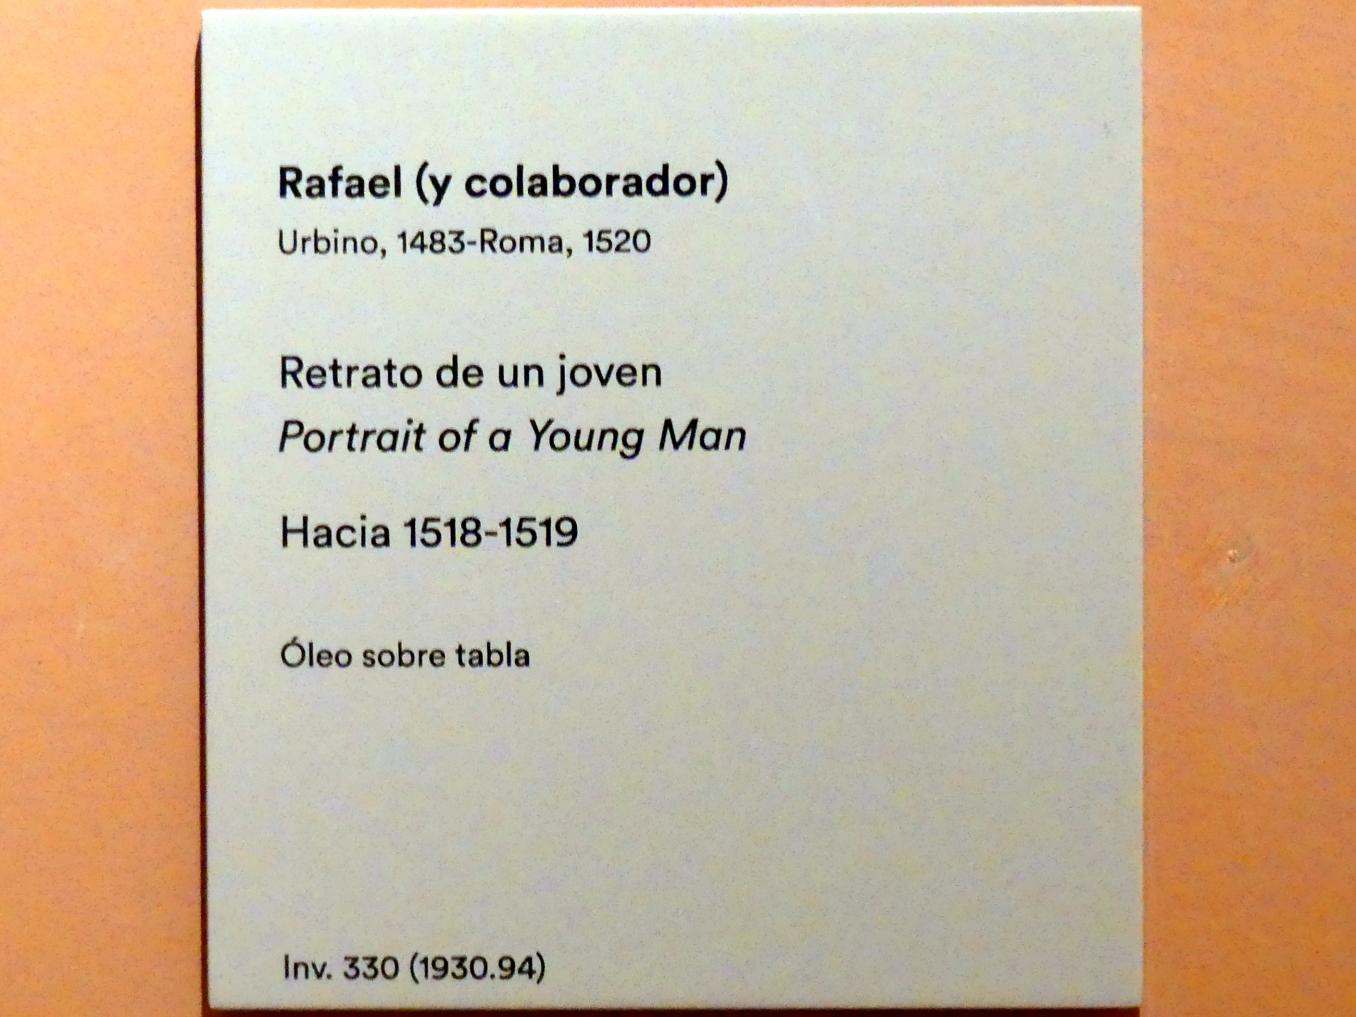 Rafael (y colaborador)
Urbino, 1483-Roma, 1520
Retrato de un joven
Portrait of a Young Man
Hacia 1518-1519
Óleo sobre tabla
Inv. 330 (1930.94)